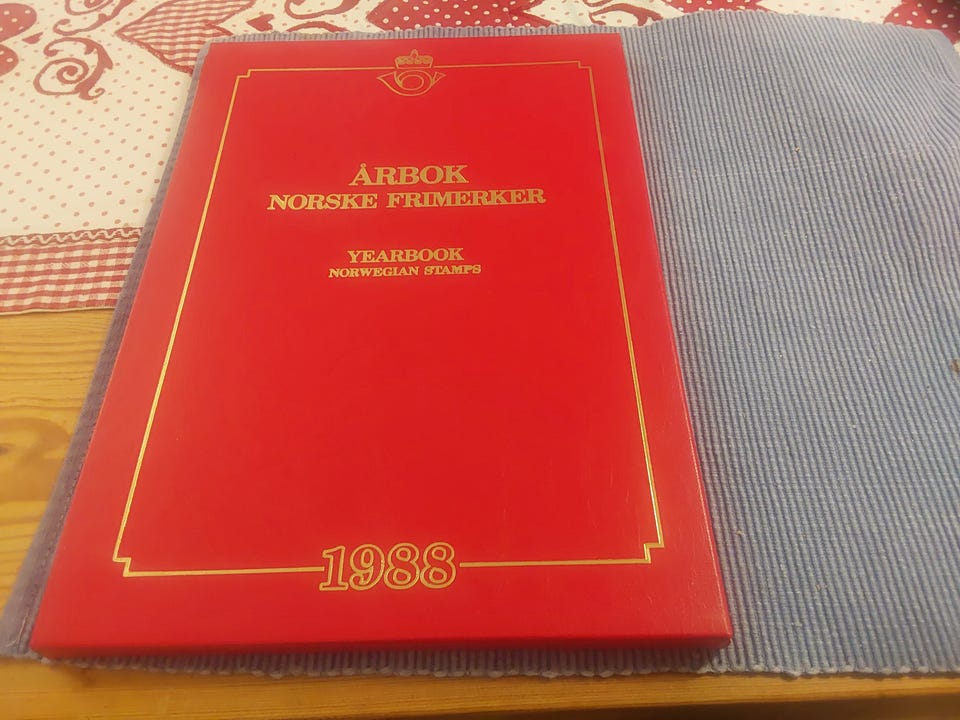 ÅRBOK
NORSKE FRIMERKER
YEARBOOK
NORWEGIAN STAMPS
1988